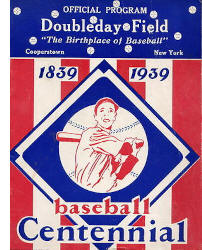 OFFICIAL PROGRAM
Doubleday Field
"The Birthplace of Baseball"
Cooperstown New York
1839 1939
baseball
Centennial